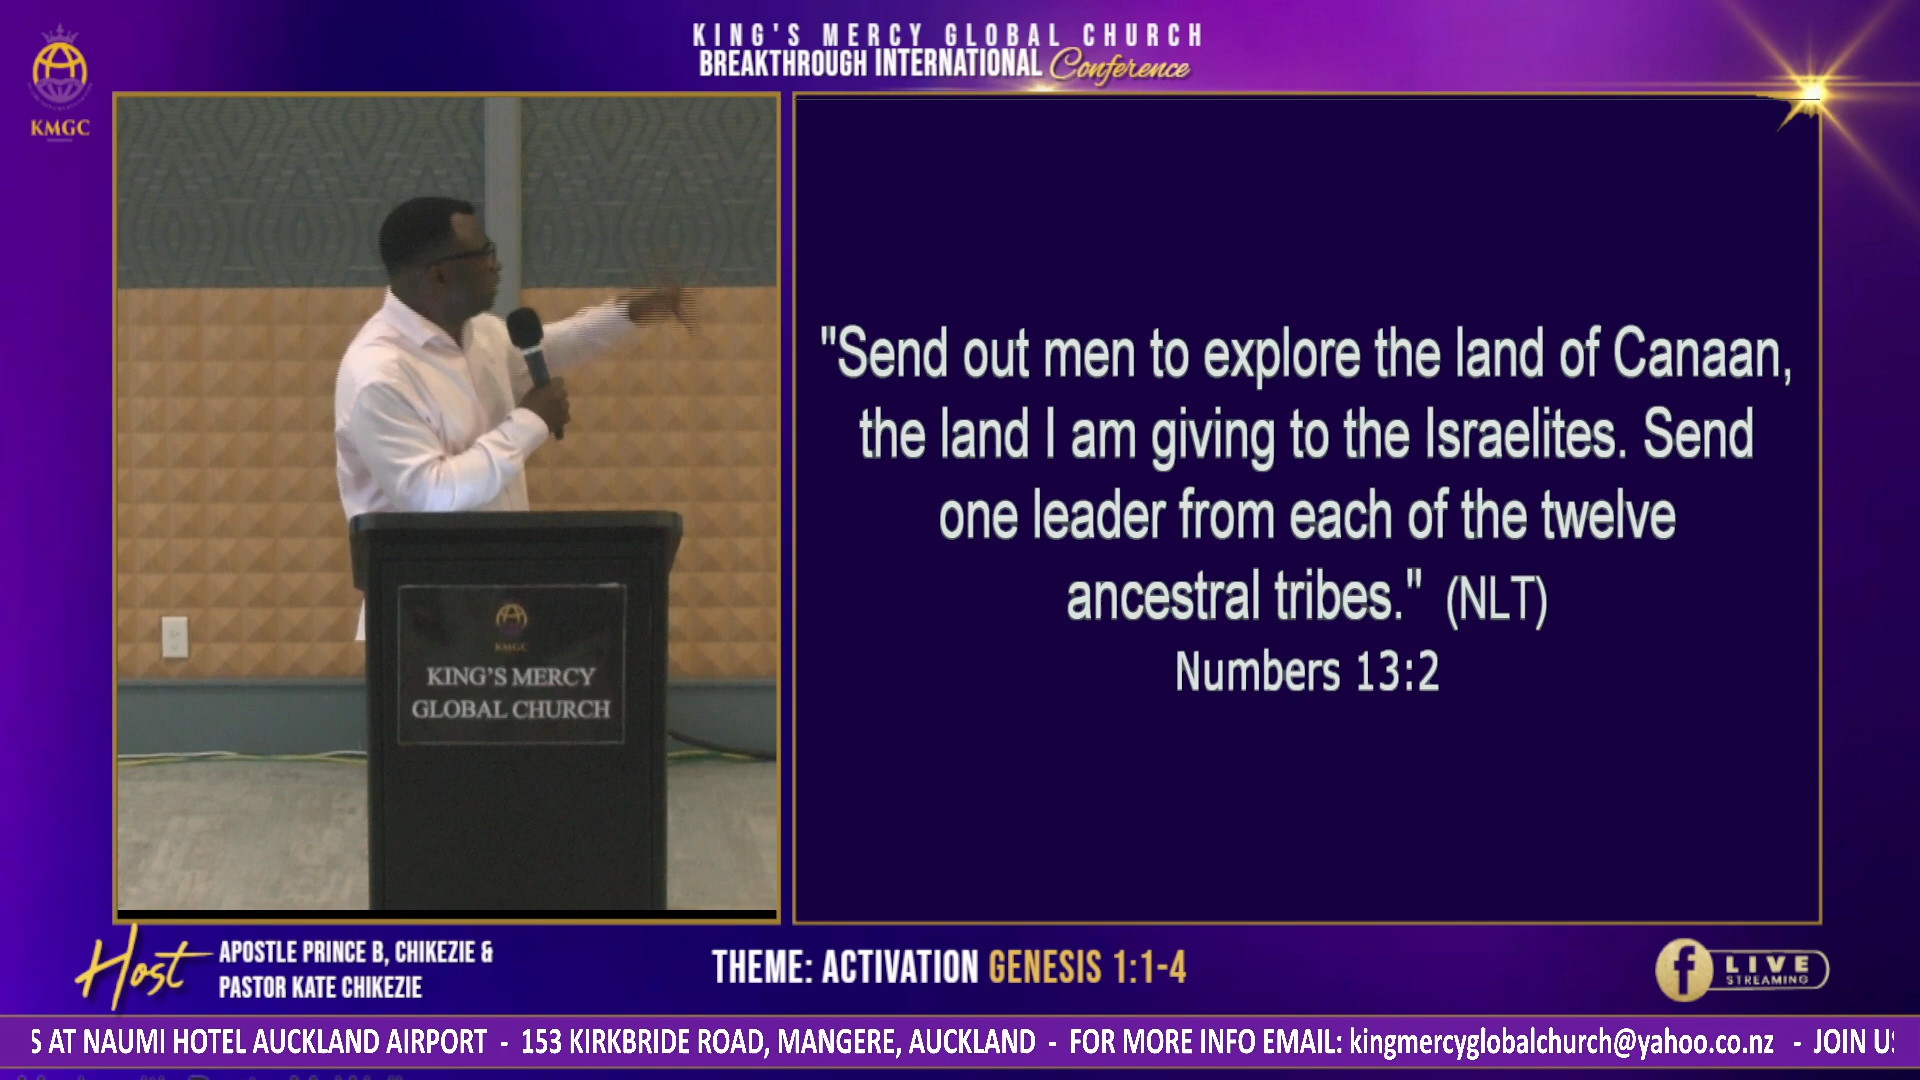 KING'S MERCY GLOBAL CHURCH
BREAKTHROUGH INTERNATIONAL Conference
KMGC
"Send out men to explore the land of Canaan,
the land I am giving to the Israelites. Send
one leader from each of the twelve
ancestral tribes." (NLT)
Numbers 13:2
KMGC
KING'S MERCY
GLOBAL CHURCH
Host
APOSTLE PRINCE B, CHIKEZIE &
PASTOR KATE CHIKEZIE
THEME: ACTIVATION GENESIS 1:1-4
LIVE
STREAMING
S AT NAUMI HOTEL AUCKLAND AIRPORT - 153 KIRKBRIDE ROAD, MANGERE, AUCKLAND - FOR MORE INFO EMAIL: kingmercyglobalchurch@yahoo.co.nz - JOIN US